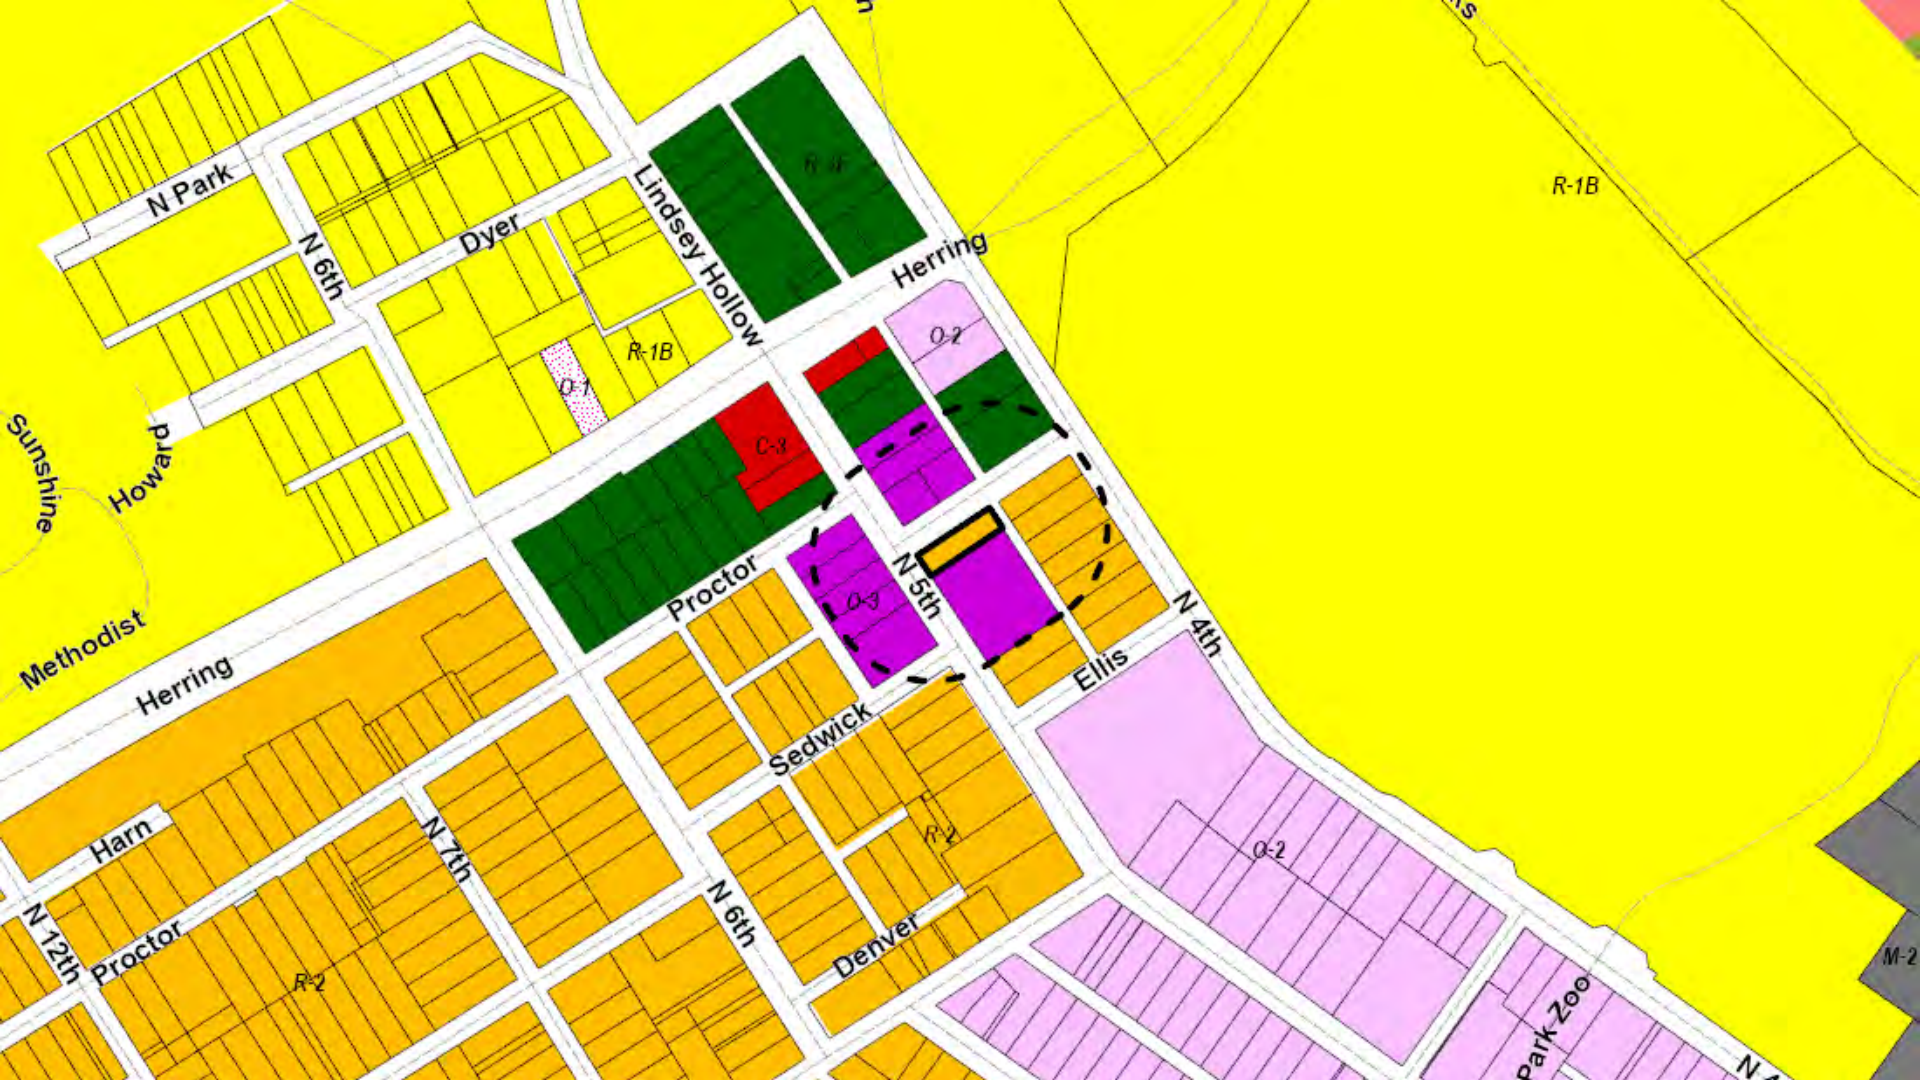 R-1B
N Park
R-3F
Lindsey Hollow
Dyer
N 6th
Herring
O-2
R-1B
O-1
Sunshine
Howard
C-3
Proctor
N 5th
O-3
N 4th
Methodist
Herring
Ellis
Sedwick
R-2
O-2
Harn
N 7th
N 6th
Denver
N 12th
Proctor
R-2
M-2
Park Zoo